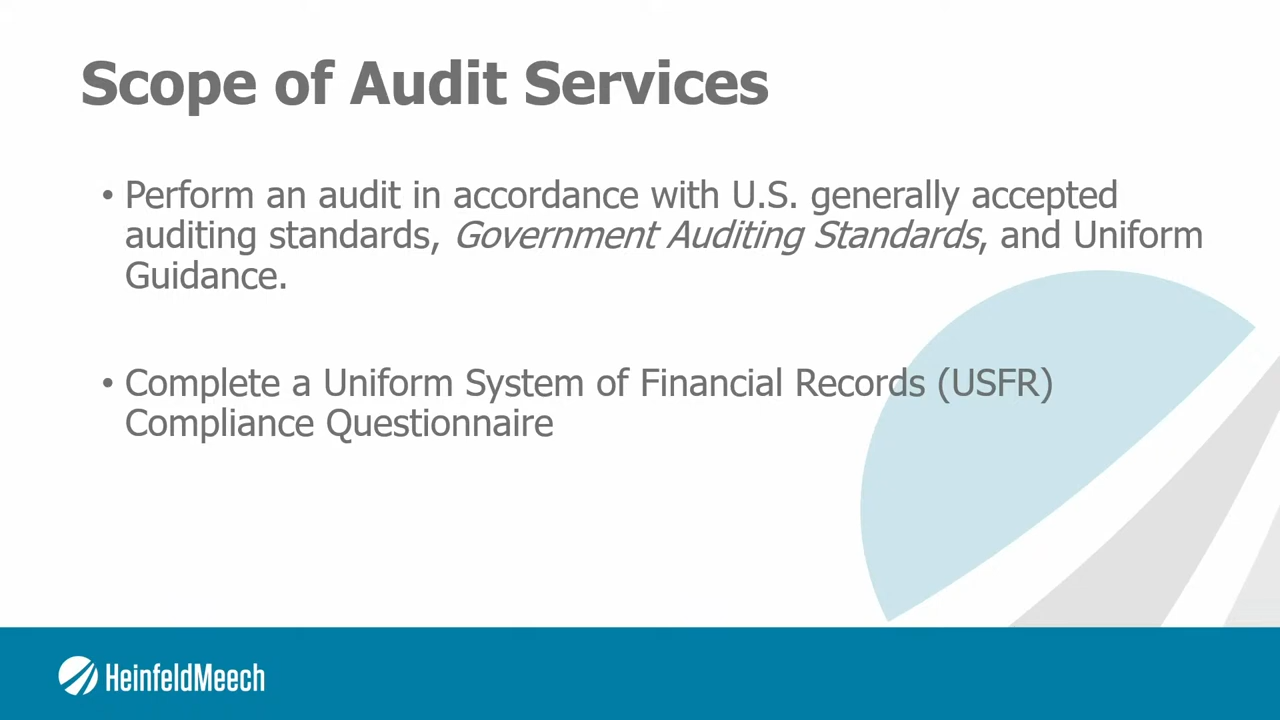 Scope of Audit Services
• Perform an audit in accordance with U.S. generally accepted
auditing standards, Government Auditing Standards, and Uniform
Guidance.
• Complete a Uniform System of Financial Records (USFR)
Compliance Questionnaire
HeinfeldMeech